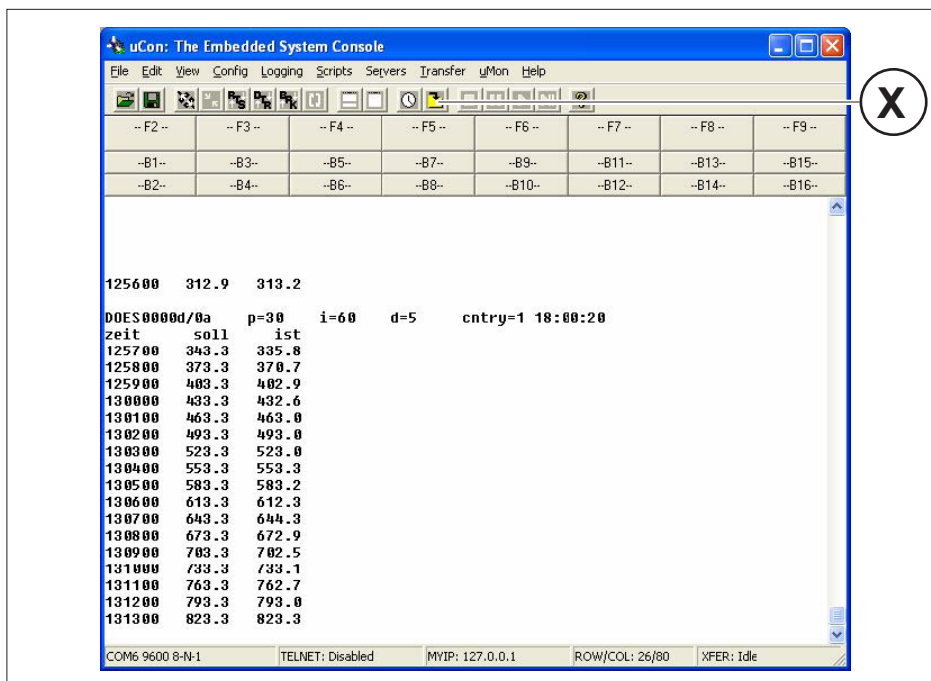 uCon: The Embedded System Console
File Edit View Config Logging Scripts Servers Transfer uMon Help
RTS DTR BRK
X
-- F2 -- -- F3 -- -- F4 -- -- F5 -- -- F6 -- -- F7 -- -- F8 -- -- F9 --
--B1-- --B3-- --B5-- --B7-- --B9-- --B11-- --B13-- --B15--
--B2-- --B4-- --B6-- --B8-- --B10-- --B12-- --B14-- --B16--
125600 312.9 313.2
DOES0000d/0a p=30 i=60 d=5 cntry=1 18:00:20
zeit soll ist
125700 343.3 335.8
125800 373.3 370.7
125900 403.3 402.9
130000 433.3 432.6
130100 463.3 463.0
130200 493.3 493.0
130300 523.3 523.0
130400 553.3 553.3
130500 583.3 583.2
130600 613.3 612.3
130700 643.3 644.3
130800 673.3 672.9
130900 703.3 702.5
131000 733.3 733.1
131100 763.3 762.7
131200 793.3 793.0
131300 823.3 823.3
COM6 9600 8-N-1 TELNET: Disabled MYIP: 127.0.0.1 ROW/COL: 26/80 XFER: Idle